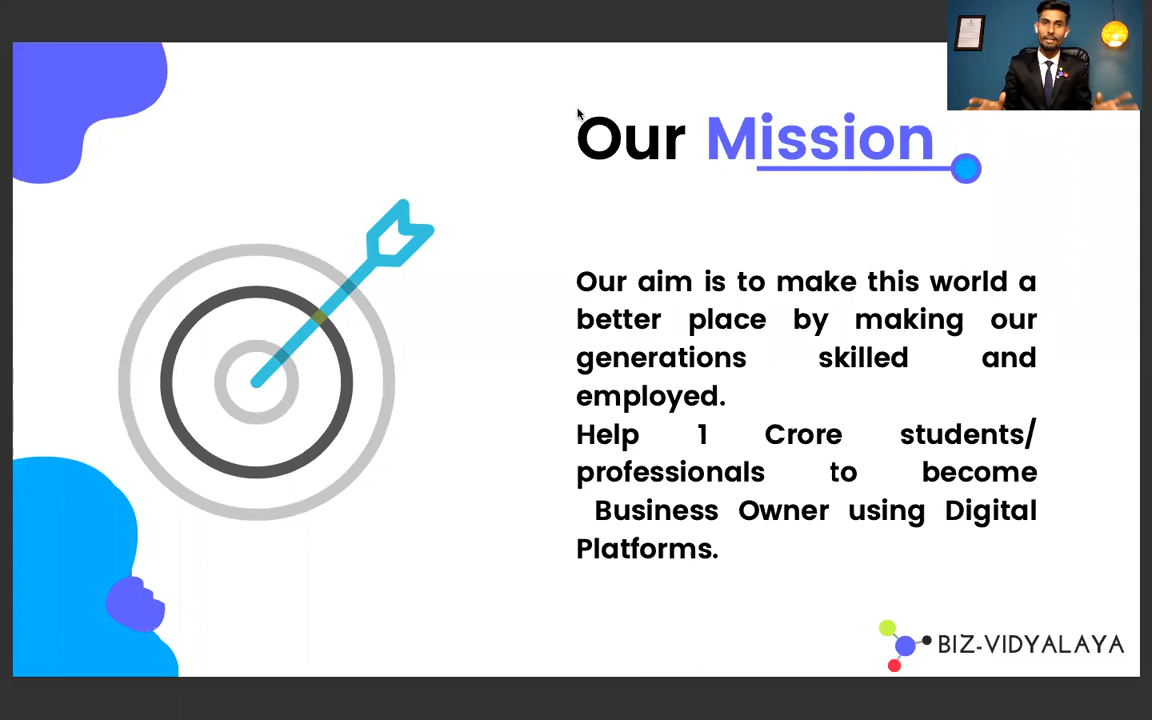 Our Mission
Our aim is to make this world a
better place by making our
generations skilled and
employed.
Help 1 Crore students/
professionals to become
Business Owner using Digital
Platforms.
BIZ-VIDYALAYA